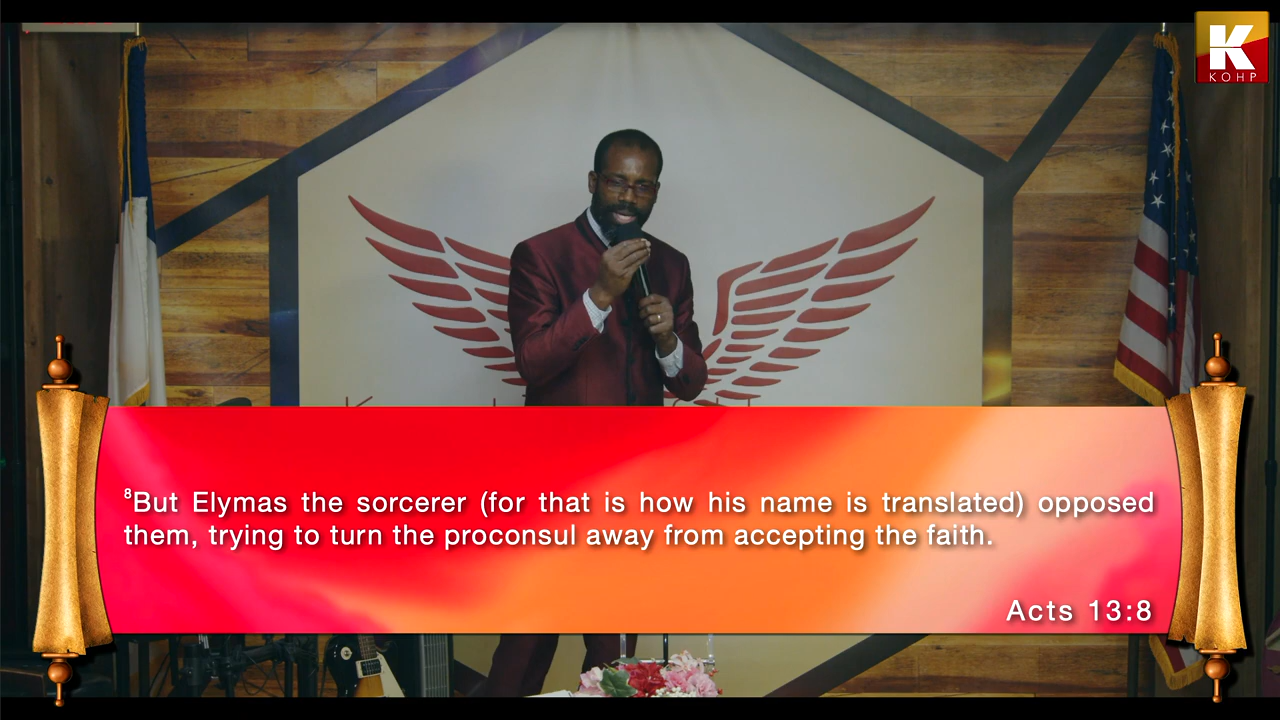 K
KOHP
⁸But Elymas the sorcerer (for that is how his name is translated) opposed
them, trying to turn the proconsul away from accepting the faith.
Acts 13:8